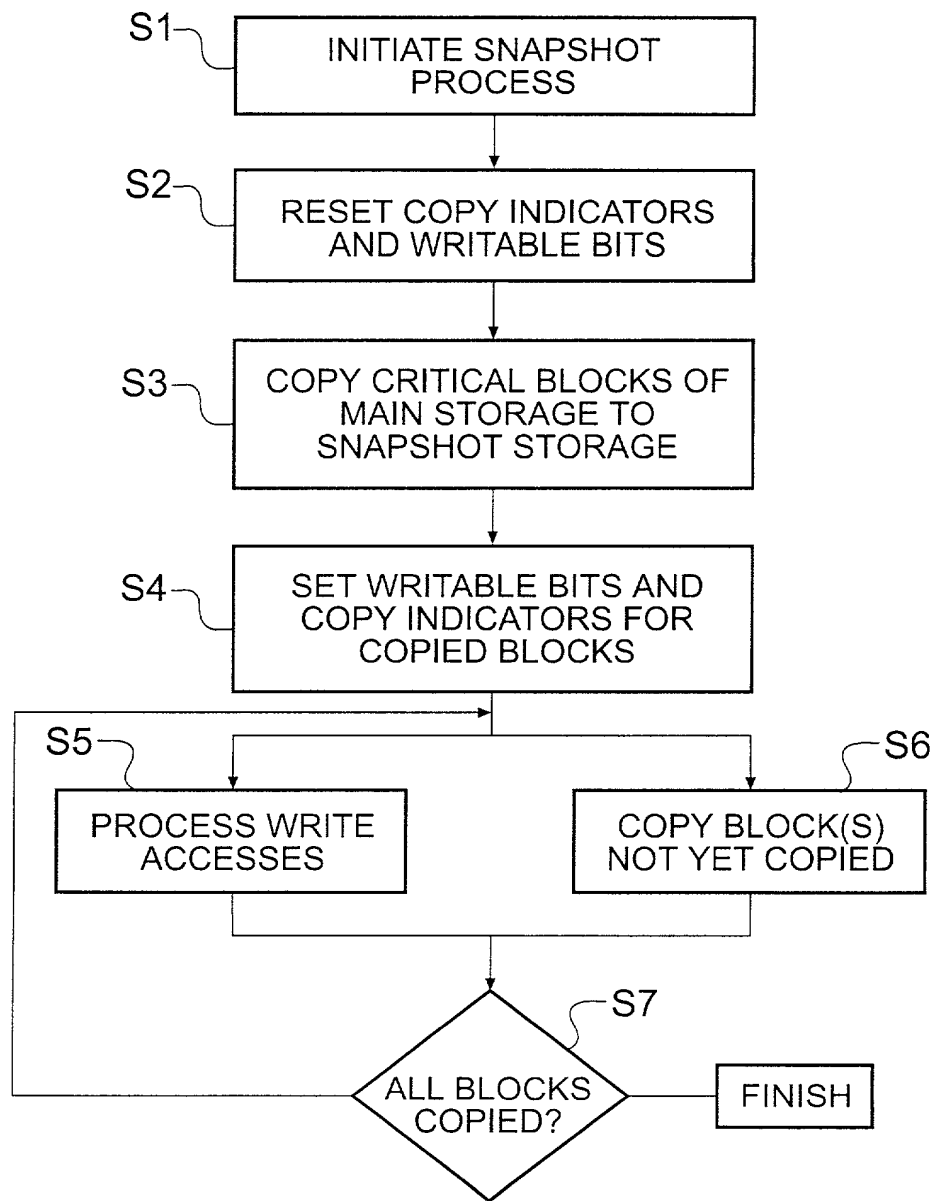 S1
INITIATE SNAPSHOT
PROCESS
S2
RESET COPY INDICATORS
AND WRITABLE BITS
S3
COPY CRITICAL BLOCKS OF
MAIN STORAGE TO
SNAPSHOT STORAGE
S4
SET WRITABLE BITS AND
COPY INDICATORS FOR
COPIED BLOCKS
S5
PROCESS WRITE
ACCESSES
S6
COPY BLOCK(S)
NOT YET COPIED
S7
ALL BLOCKS
COPIED?
FINISH